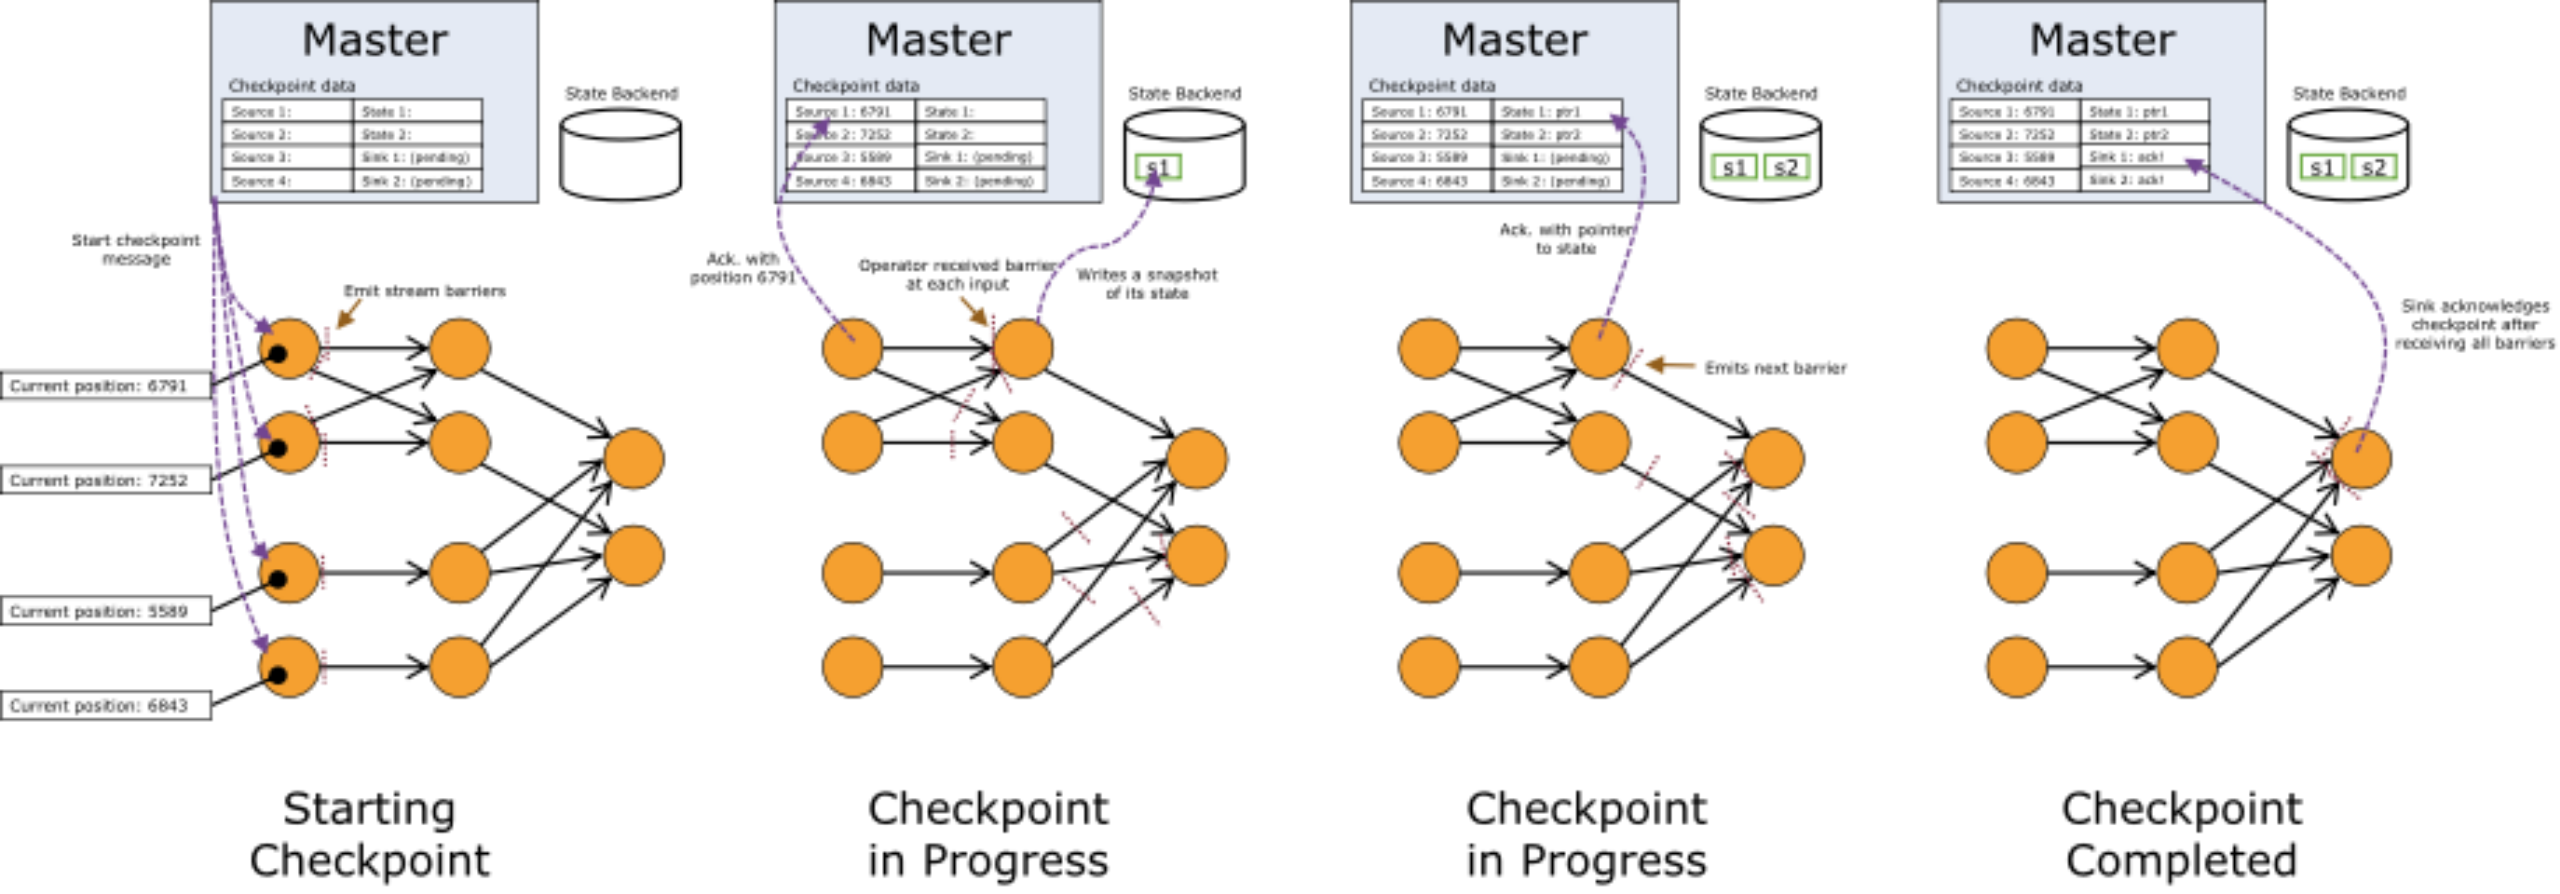 Master
Checkpoint data
Source 1:
State 1:
Source 2:
State 2:
Source 3:
Sink 1: (pending)
Source 4:
Sink 2: (pending)
State Backend
Start checkpoint
message
Emit stream barriers
Current position: 6791
Current position: 7252
Current position: 5589
Current position: 6843
Starting
Checkpoint
Master
Checkpoint data
Source 1: 6791
State 1:
Source 2: 7252
State 2:
Source 3: 5589
Sink 1: (pending)
Source 4: 6843
Sink 2: (pending)
State Backend
s1
Ack. with
position 6791
Operator received barrier
at each input
Writes a snapshot
of its state
Checkpoint
in Progress
Master
Checkpoint data
Source 1: 6791
State 1: ptr1
Source 2: 7252
State 2: ptr2
Source 3: 5589
Sink 1: (pending)
Source 4: 6843
Sink 2: (pending)
State Backend
s1
s2
Ack. with pointer
to state
Emits next barrier
Checkpoint
in Progress
Master
Checkpoint data
Source 1: 6791
State 1: ptr1
Source 2: 7252
State 2: ptr2
Source 3: 5589
Sink 1: ack!
Source 4: 6843
Sink 2: ack!
State Backend
s1
s2
Sink acknowledges
checkpoint after
receiving all barriers
Checkpoint
Completed